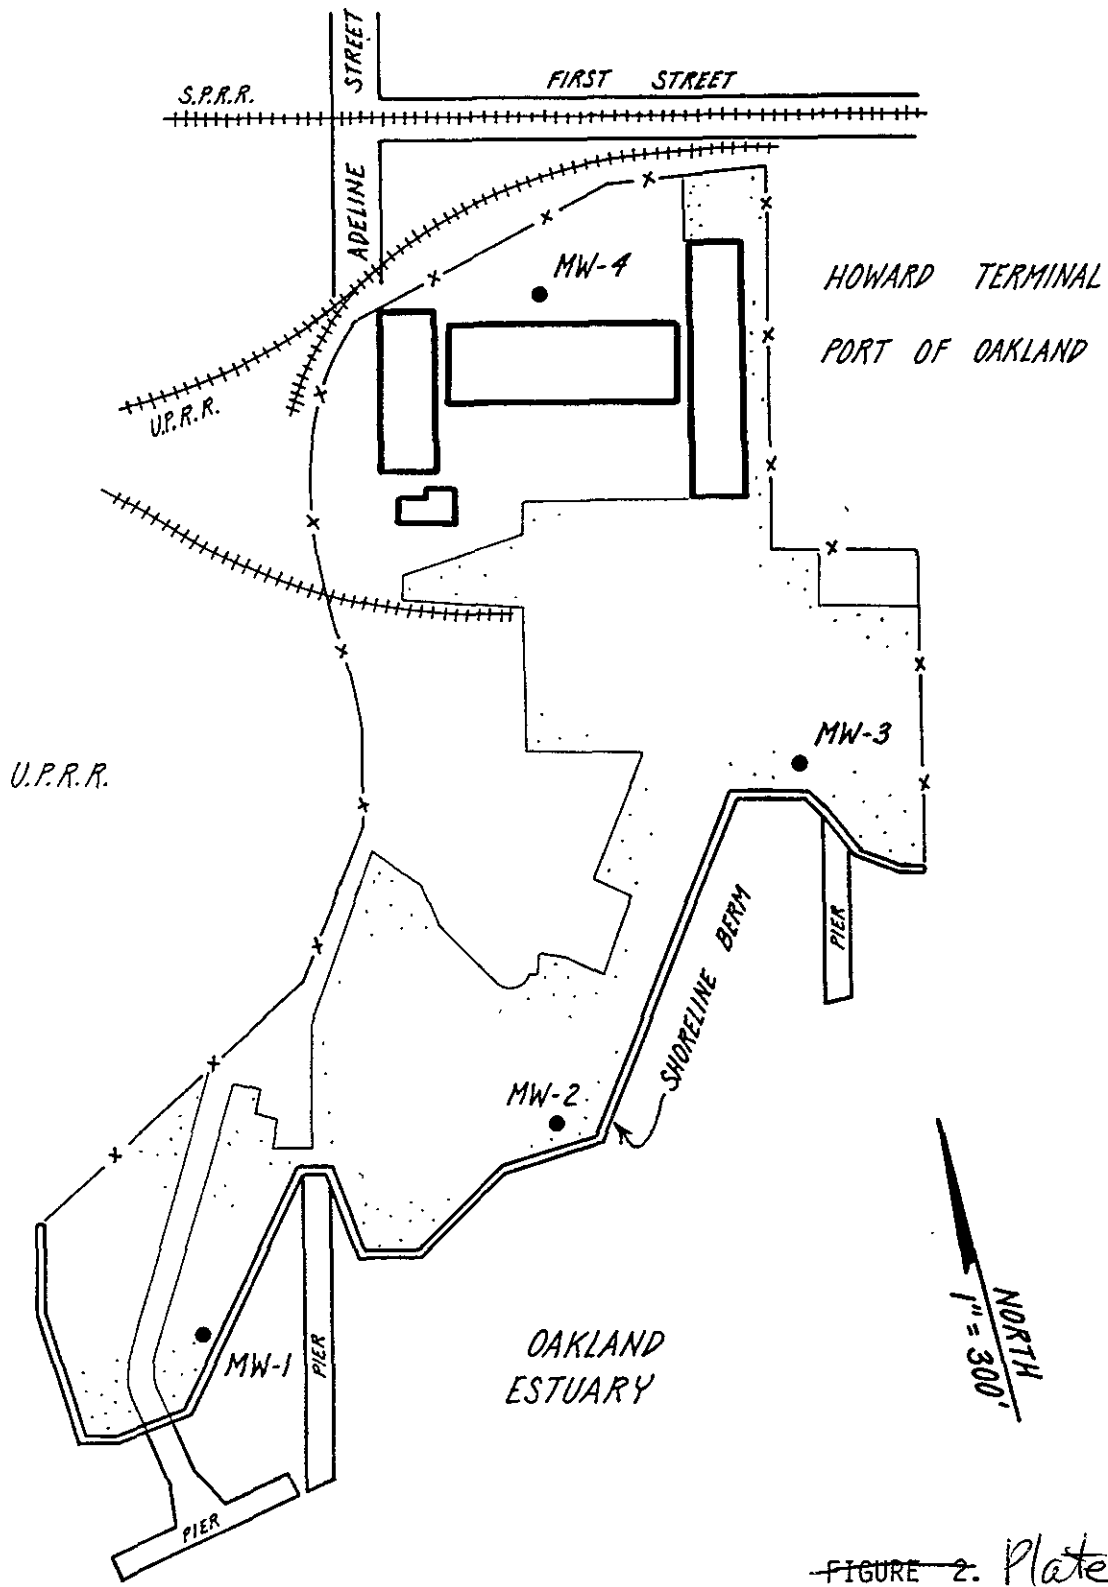 STREET
FIRST STREET
S.P.R.R.
ADELINE
MW-4
HOWARD TERMINAL
PORT OF OAKLAND
U.P.R.R.
MW-3
U.P.R.R.
PIER
SHORELINE BERM
MW-2
NORTH
1" = 300'
OAKLAND
ESTUARY
MW-1
PIER
PIER
FIGURE 2. Plate